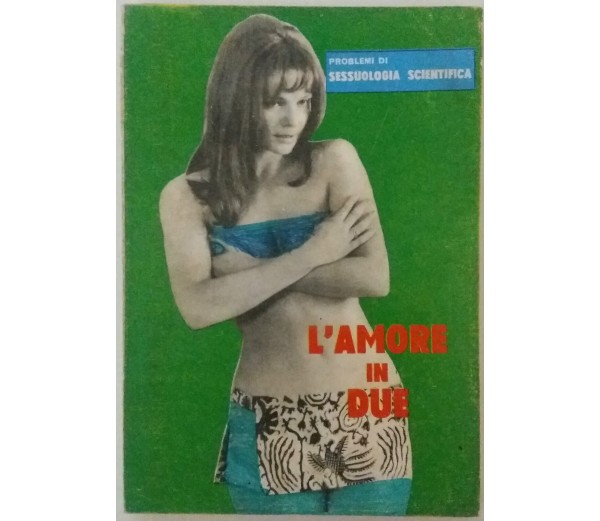 PROBLEMI DI
SESSUOLOGIA SCIENTIFICA
L'AMORE
IN
DUE